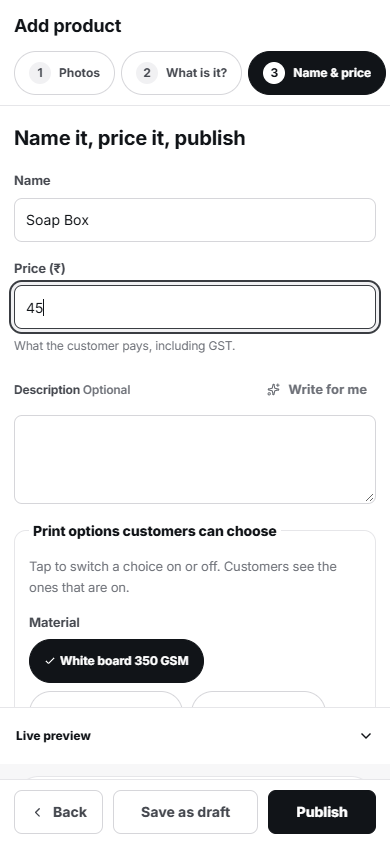 Add product
1 Photos
2 What is it?
3 Name & price
Name it, price it, publish
Name
Soap Box
Price (₹)
45
What the customer pays, including GST.
Description Optional
Write for me
Print options customers can choose
Tap to switch a choice on or off. Customers see the
ones that are on.
Material
White board 350 GSM
Live preview
Back
Save as draft
Publish